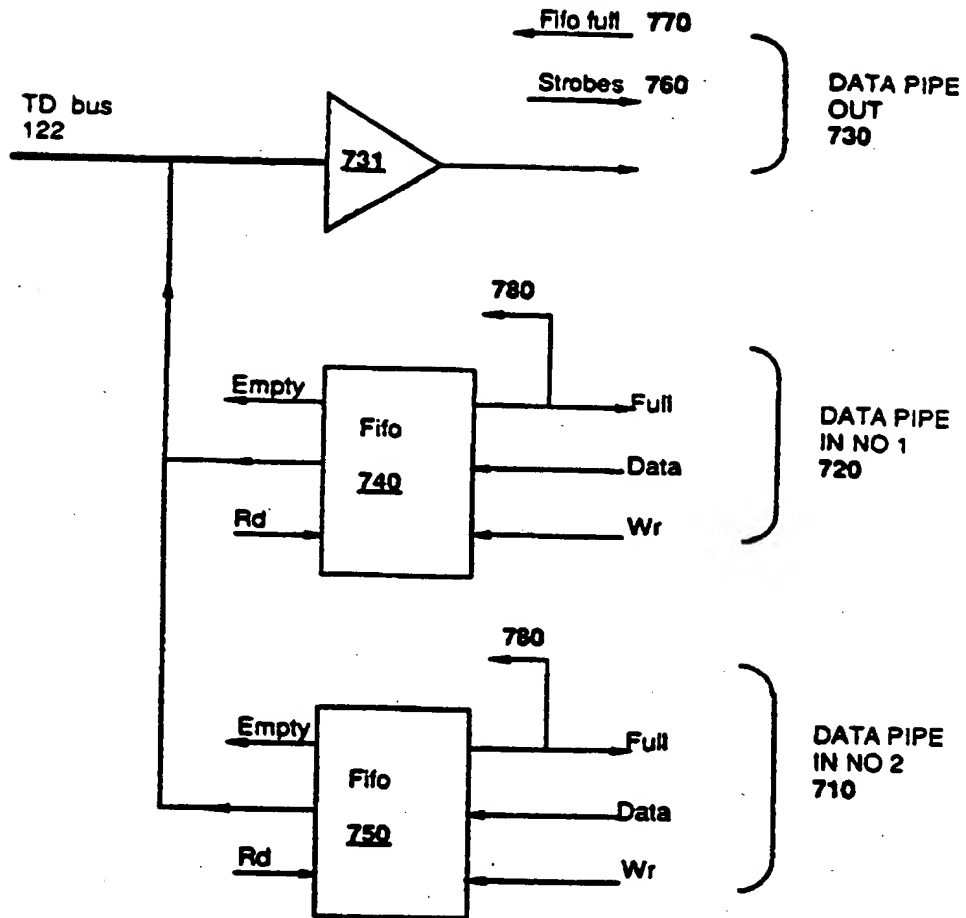 Fifo full 770
Strobes 760
DATA PIPE
OUT
730
TD bus
122
731
780
Empty
Fifo
740
Rd
Full
Data
Wr
DATA PIPE
IN NO 1
720
780
Empty
Fifo
750
Rd
Full
Data
Wr
DATA PIPE
IN NO 2
710